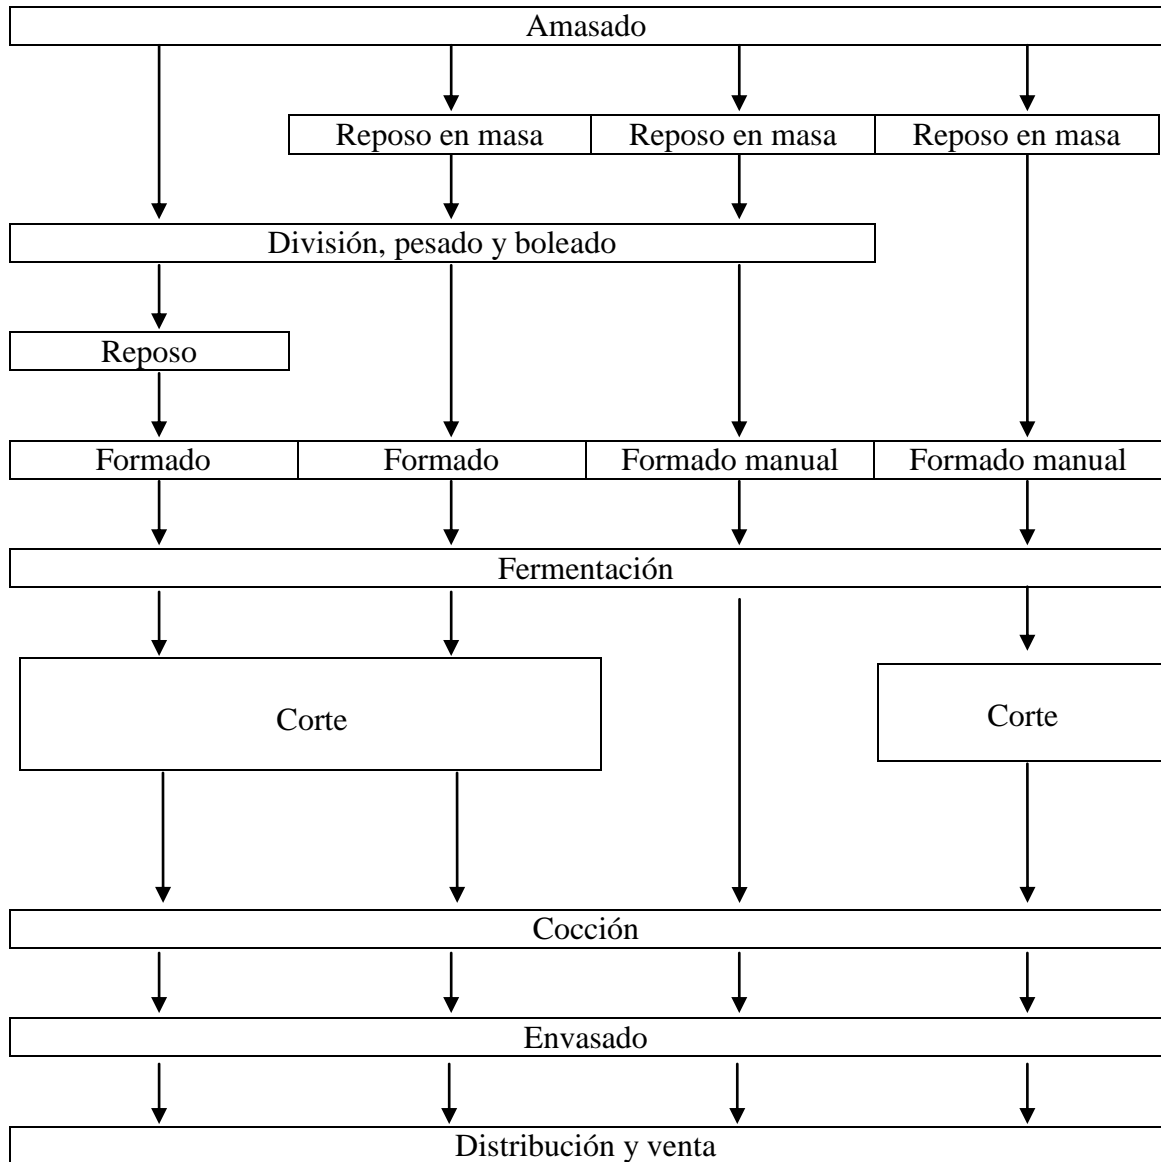 Amasado
Reposo en masa
Reposo en masa
Reposo en masa
División, pesado y boleado
Reposo
Formado
Formado
Formado manual
Formado manual
Fermentación
Corte
Corte
Cocción
Envasado
Distribución y venta